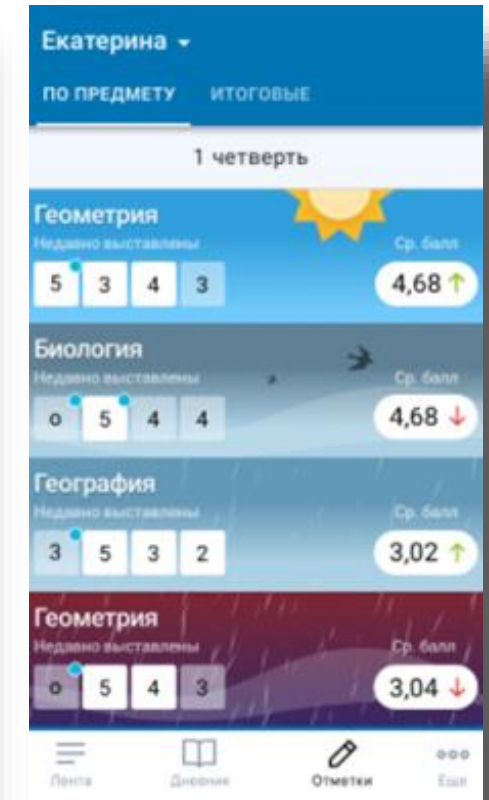 Екатерина
ПО ПРЕДМЕТУ ИТОГОВЫЕ
1 четверть
Геометрия
Недавно выставлены Ср. балл
5 3 4 3 4,68
Биология
Недавно выставлены Ср. балл
о 5 4 4 4,68
География
Недавно выставлены Ср. балл
3 5 3 2 3,02
Геометрия
Недавно выставлены Ср. балл
о 5 4 3 3,04
Лента Дневник Отметки Ещё